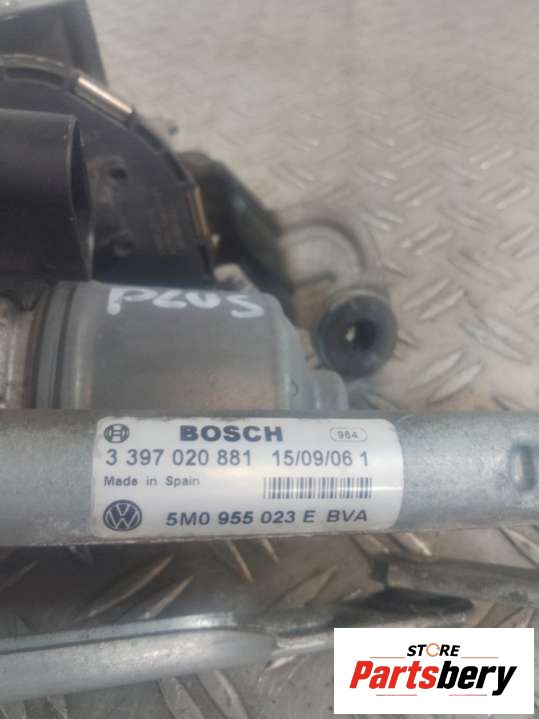 PLUS
BOSCH 964
3 397 020 881 15/09/06 1
Made in Spain
5M0 955 023 E BVA
STORE
Partsbery